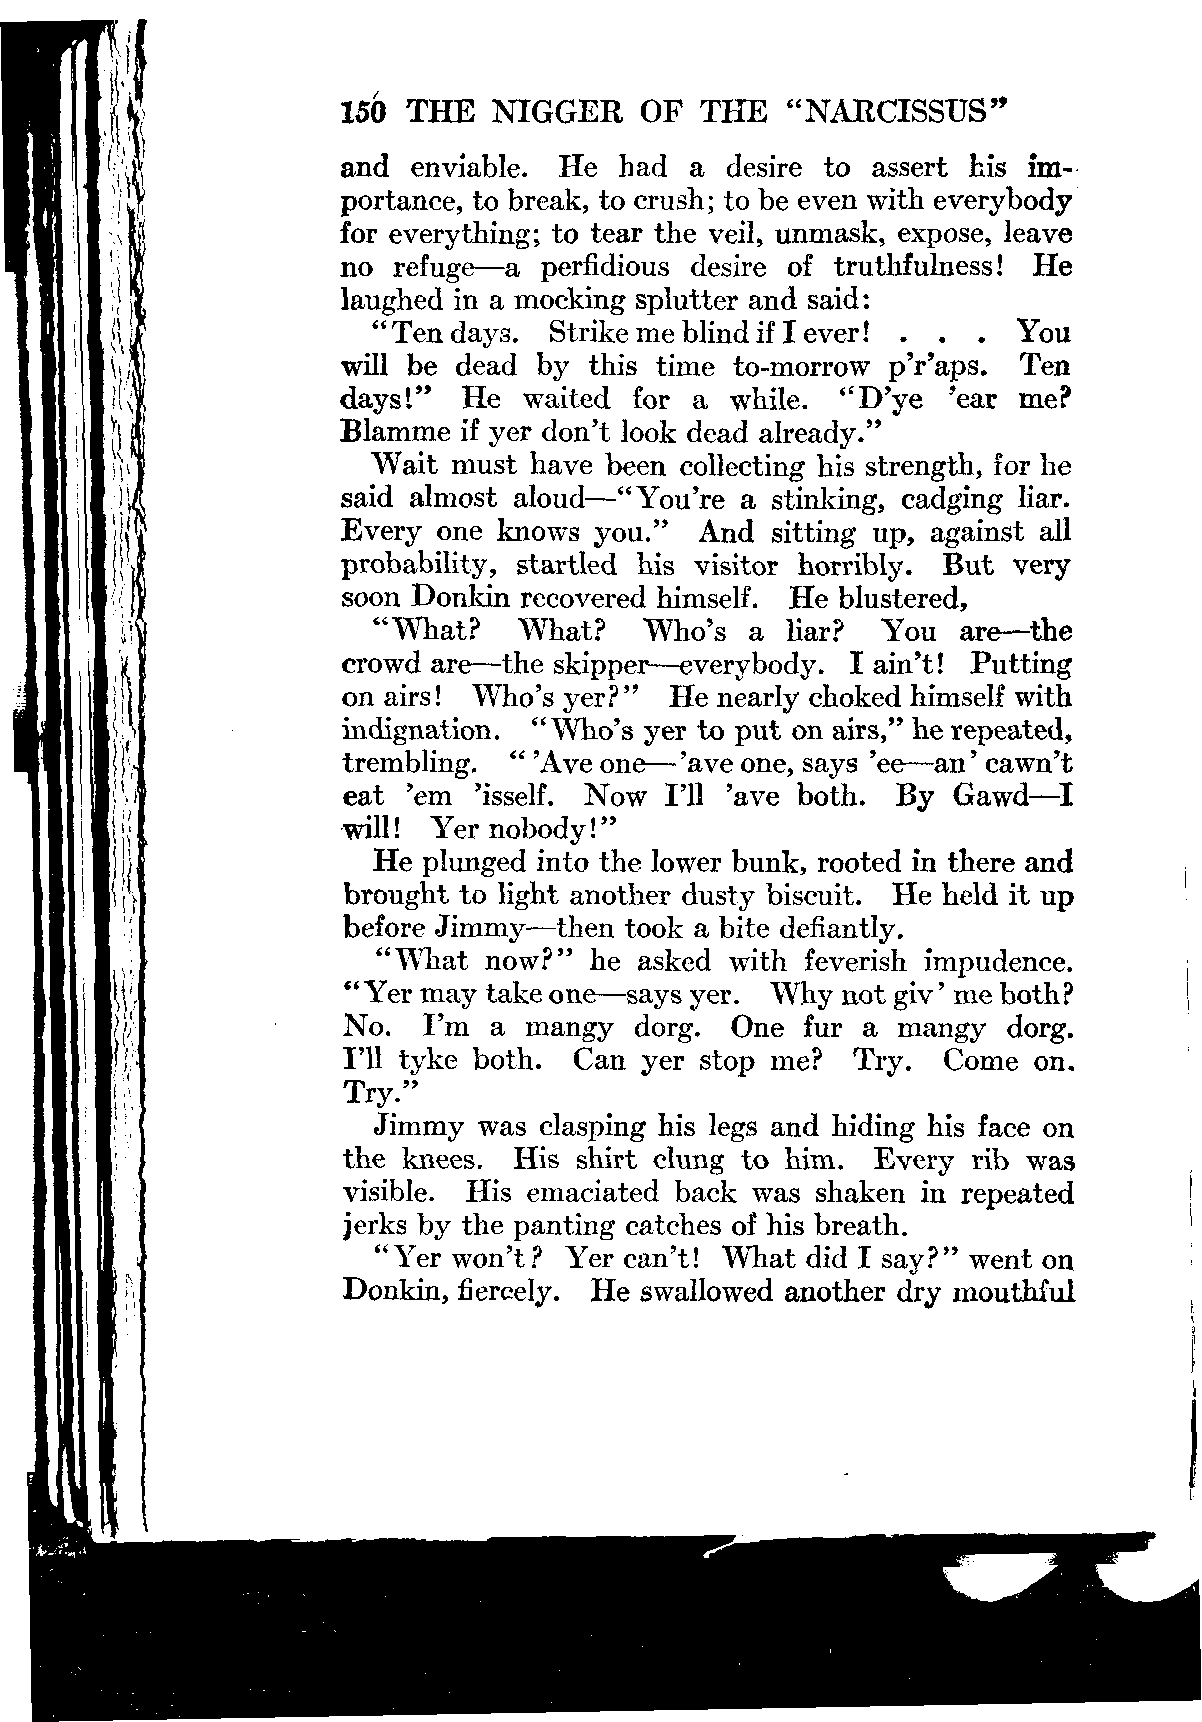 150 THE NIGGER OF THE "NARCISSUS"
and enviable. He had a desire to assert his im-
portance, to break, to crush; to be even with everybody
for everything; to tear the veil, unmask, expose, leave
no refuge—a perfidious desire of truthfulness! He
laughed in a mocking splutter and said:
"Ten days. Strike me blind if I ever! . . . You
will be dead by this time to-morrow p'r'aps. Ten
days!" He waited for a while. "D'ye 'ear me?
Blamme if yer don't look dead already."
Wait must have been collecting his strength, for he
said almost aloud—"You're a stinking, cadging liar.
Every one knows you." And sitting up, against all
probability, startled his visitor horribly. But very
soon Donkin recovered himself. He blustered,
"What? What? Who's a liar? You are—the
crowd are—the skipper—everybody. I ain't! Putting
on airs! Who's yer?" He nearly choked himself with
indignation. "Who's yer to put on airs," he repeated,
trembling. "'Ave one—'ave one, says 'ee—an' cawn't
eat 'em 'isself. Now I'll 'ave both. By Gawd—I
will! Yer nobody!"
He plunged into the lower bunk, rooted in there and
brought to light another dusty biscuit. He held it up
before Jimmy—then took a bite defiantly.
"What now?" he asked with feverish impudence.
"Yer may take one—says yer. Why not giv' me both?
No. I'm a mangy dorg. One fur a mangy dorg.
I'll tyke both. Can yer stop me? Try. Come on.
Try."
Jimmy was clasping his legs and hiding his face on
the knees. His shirt clung to him. Every rib was
visible. His emaciated back was shaken in repeated
jerks by the panting catches of his breath.
"Yer won't? Yer can't! What did I say?" went on
Donkin, fiercely. He swallowed another dry mouthful